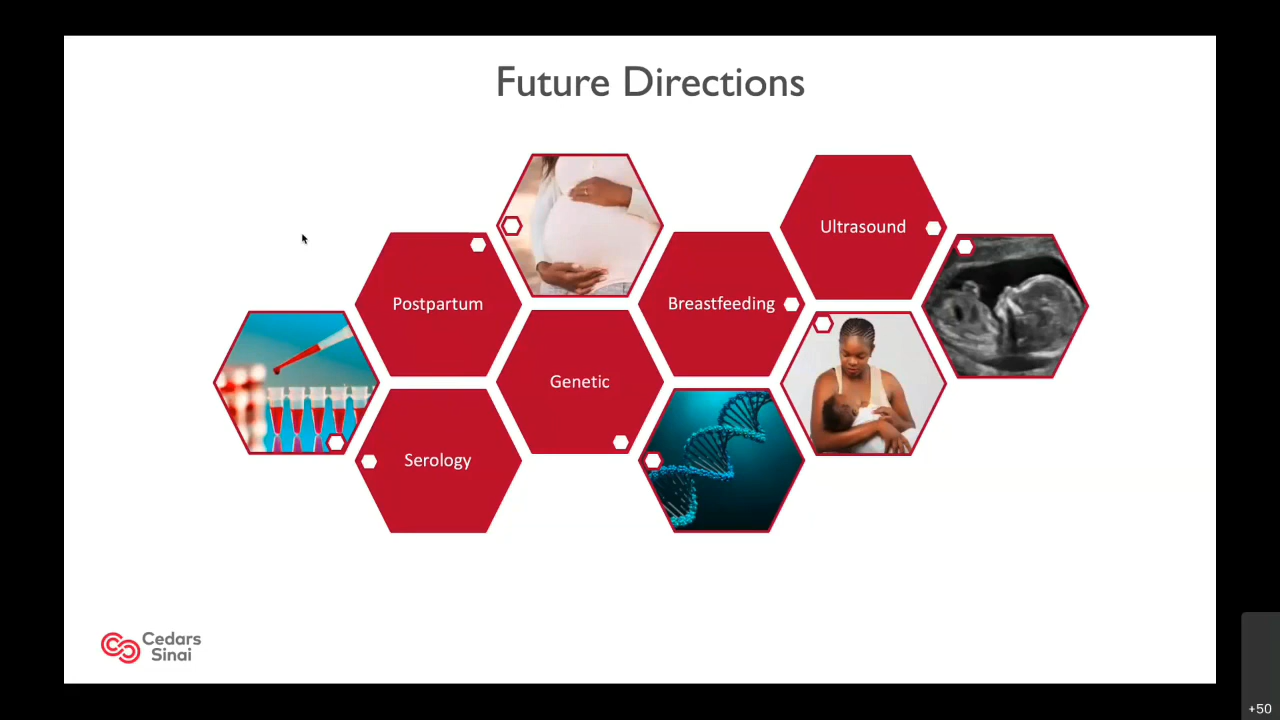 Future Directions
Ultrasound
Postpartum
Breastfeeding
Genetic
Serology
Cedars
Sinai
+50